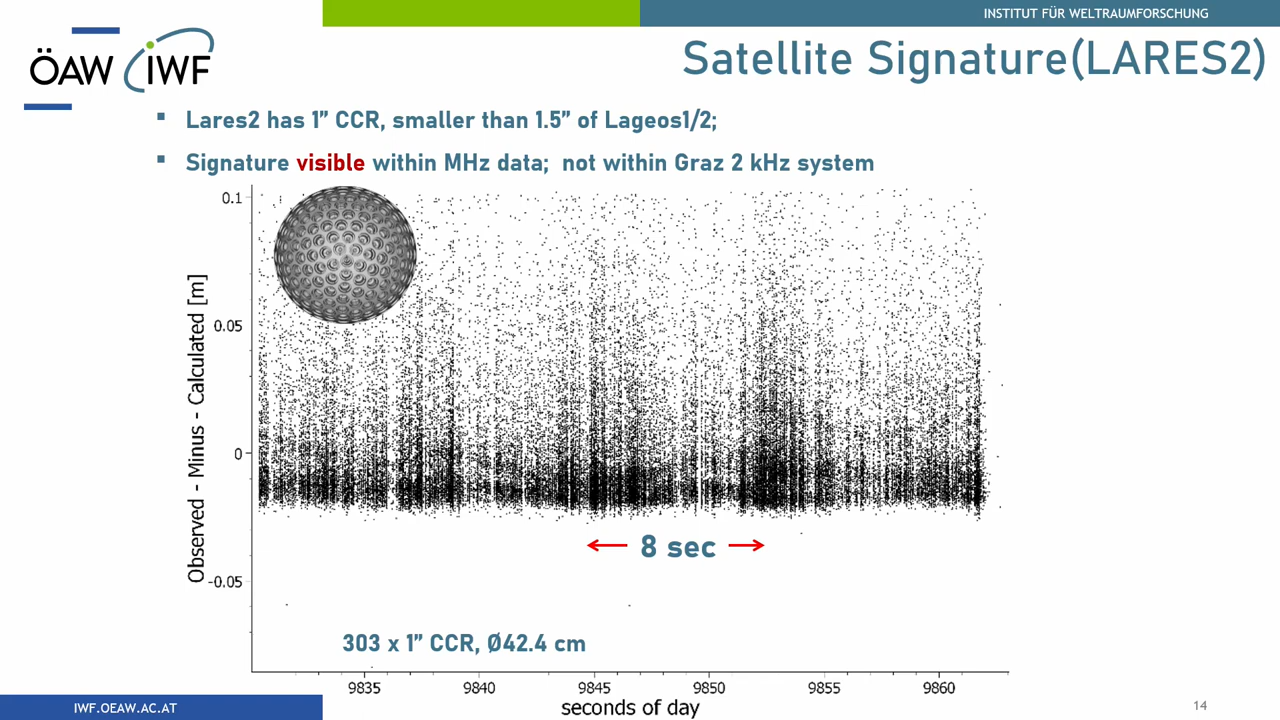 INSTITUT FÜR WELTRAUMFORSCHUNG
ÖAW IWF
Satellite Signature(LARES2)
Lares2 has 1” CCR, smaller than 1.5” of Lageos1/2;
Signature visible within MHz data; not within Graz 2 kHz system
Observed - Minus - Calculated [m]
0.1
0.05
0
-0.05
8 sec
303 x 1” CCR, Ø42.4 cm
9835 9840 9845 9850 9855 9860
seconds of day
IWF.OEAW.AC.AT
14